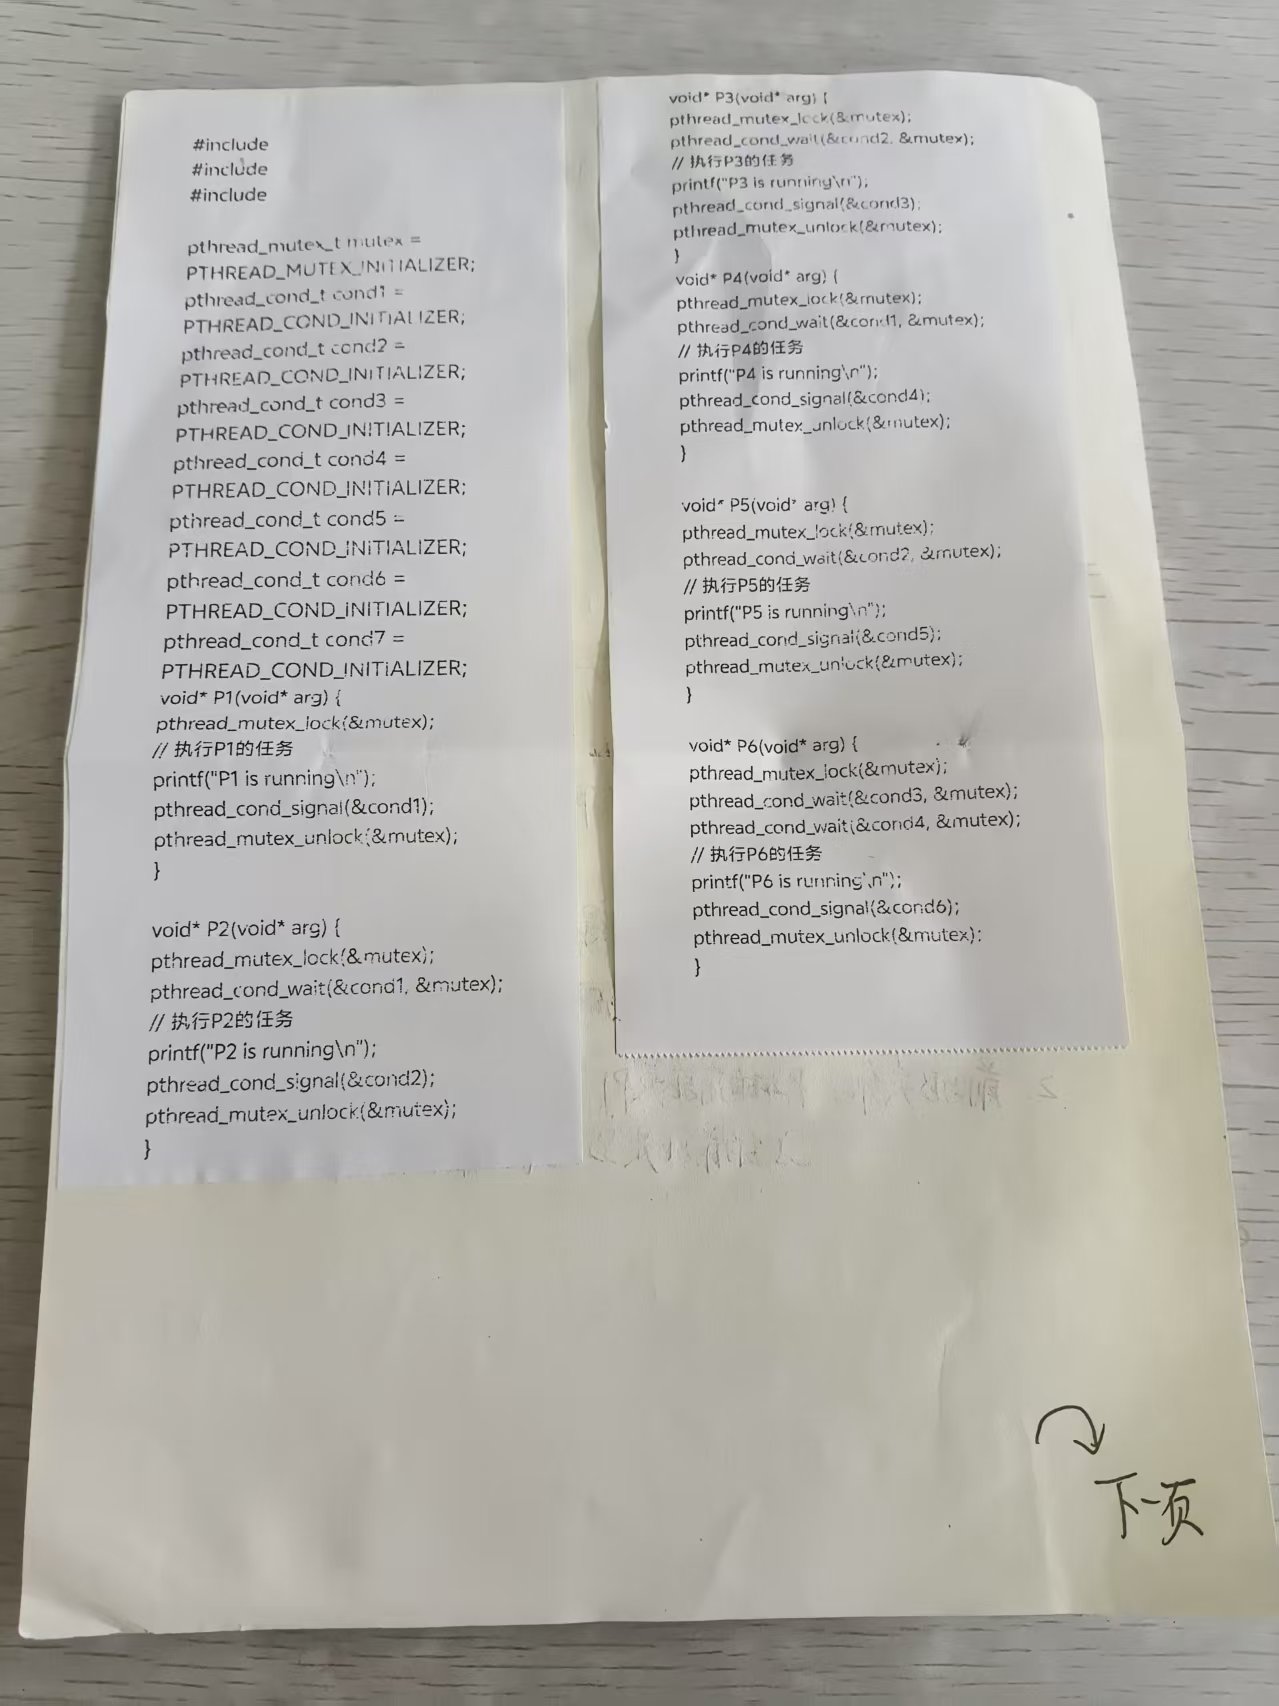 #include
#include
#include
pthread_mutex_t mutex =
PTHREAD_MUTEX_INITIALIZER;
pthread_cond_t cond1 =
PTHREAD_COND_INITIALIZER;
pthread_cond_t cond2 =
PTHREAD_COND_INITIALIZER;
pthread_cond_t cond3 =
PTHREAD_COND_INITIALIZER;
pthread_cond_t cond4 =
PTHREAD_COND_INITIALIZER;
pthread_cond_t cond5 =
PTHREAD_COND_INITIALIZER;
pthread_cond_t cond6 =
PTHREAD_COND_INITIALIZER;
pthread_cond_t cond7 =
PTHREAD_COND_INITIALIZER;
void* P1(void* arg) {
pthread_mutex_lock(&mutex);
// 执行P1的任务
printf("P1 is running\n");
pthread_cond_signal(&cond1);
pthread_mutex_unlock(&mutex);
}
void* P2(void* arg) {
pthread_mutex_lock(&mutex);
pthread_cond_wait(&cond1, &mutex);
// 执行P2的任务
printf("P2 is running\n");
pthread_cond_signal(&cond2);
pthread_mutex_unlock(&mutex);
}
void* P3(void* arg) {
pthread_mutex_lock(&mutex);
pthread_cond_wait(&cond2, &mutex);
// 执行P3的任务
printf("P3 is running\n");
pthread_cond_signal(&cond3);
pthread_mutex_unlock(&mutex);
}
void* P4(void* arg) {
pthread_mutex_lock(&mutex);
pthread_cond_wait(&cond1, &mutex);
// 执行P4的任务
printf("P4 is running\n");
pthread_cond_signal(&cond4);
pthread_mutex_unlock(&mutex);
}
void* P5(void* arg) {
pthread_mutex_lock(&mutex);
pthread_cond_wait(&cond2, &mutex);
// 执行P5的任务
printf("P5 is running\n");
pthread_cond_signal(&cond5);
pthread_mutex_unlock(&mutex);
}
void* P6(void* arg) {
pthread_mutex_lock(&mutex);
pthread_cond_wait(&cond3, &mutex);
pthread_cond_wait(&cond4, &mutex);
// 执行P6的任务
printf("P6 is running\n");
pthread_cond_signal(&cond6);
pthread_mutex_unlock(&mutex);
}
下一页